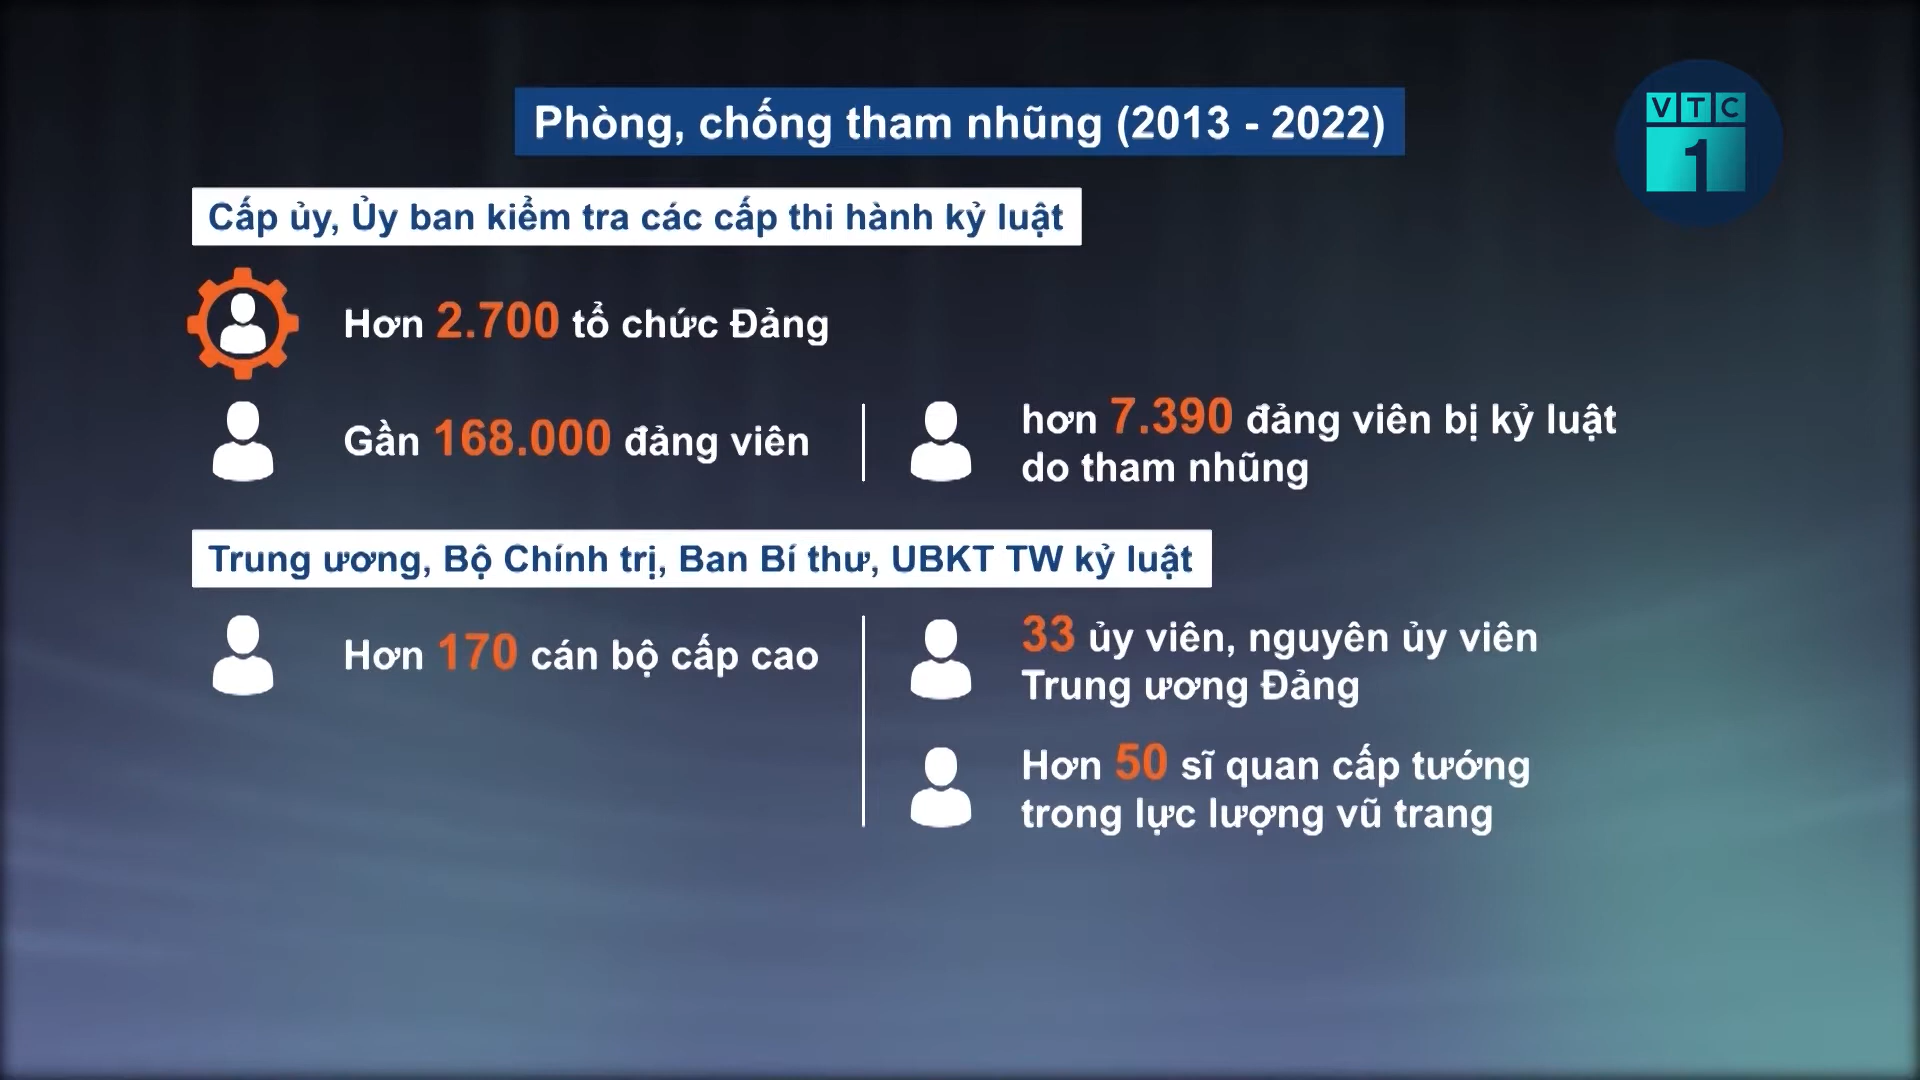 Phòng, chống tham nhũng (2013 - 2022)
VTC
1
Cấp ủy, Ủy ban kiểm tra các cấp thi hành kỷ luật
Hơn 2.700 tổ chức Đảng
Gần 168.000 đảng viên
hơn 7.390 đảng viên bị kỷ luật
do tham nhũng
Trung ương, Bộ Chính trị, Ban Bí thư, UBKT TW kỷ luật
Hơn 170 cán bộ cấp cao
33 ủy viên, nguyên ủy viên
Trung ương Đảng
Hơn 50 sĩ quan cấp tướng
trong lực lượng vũ trang